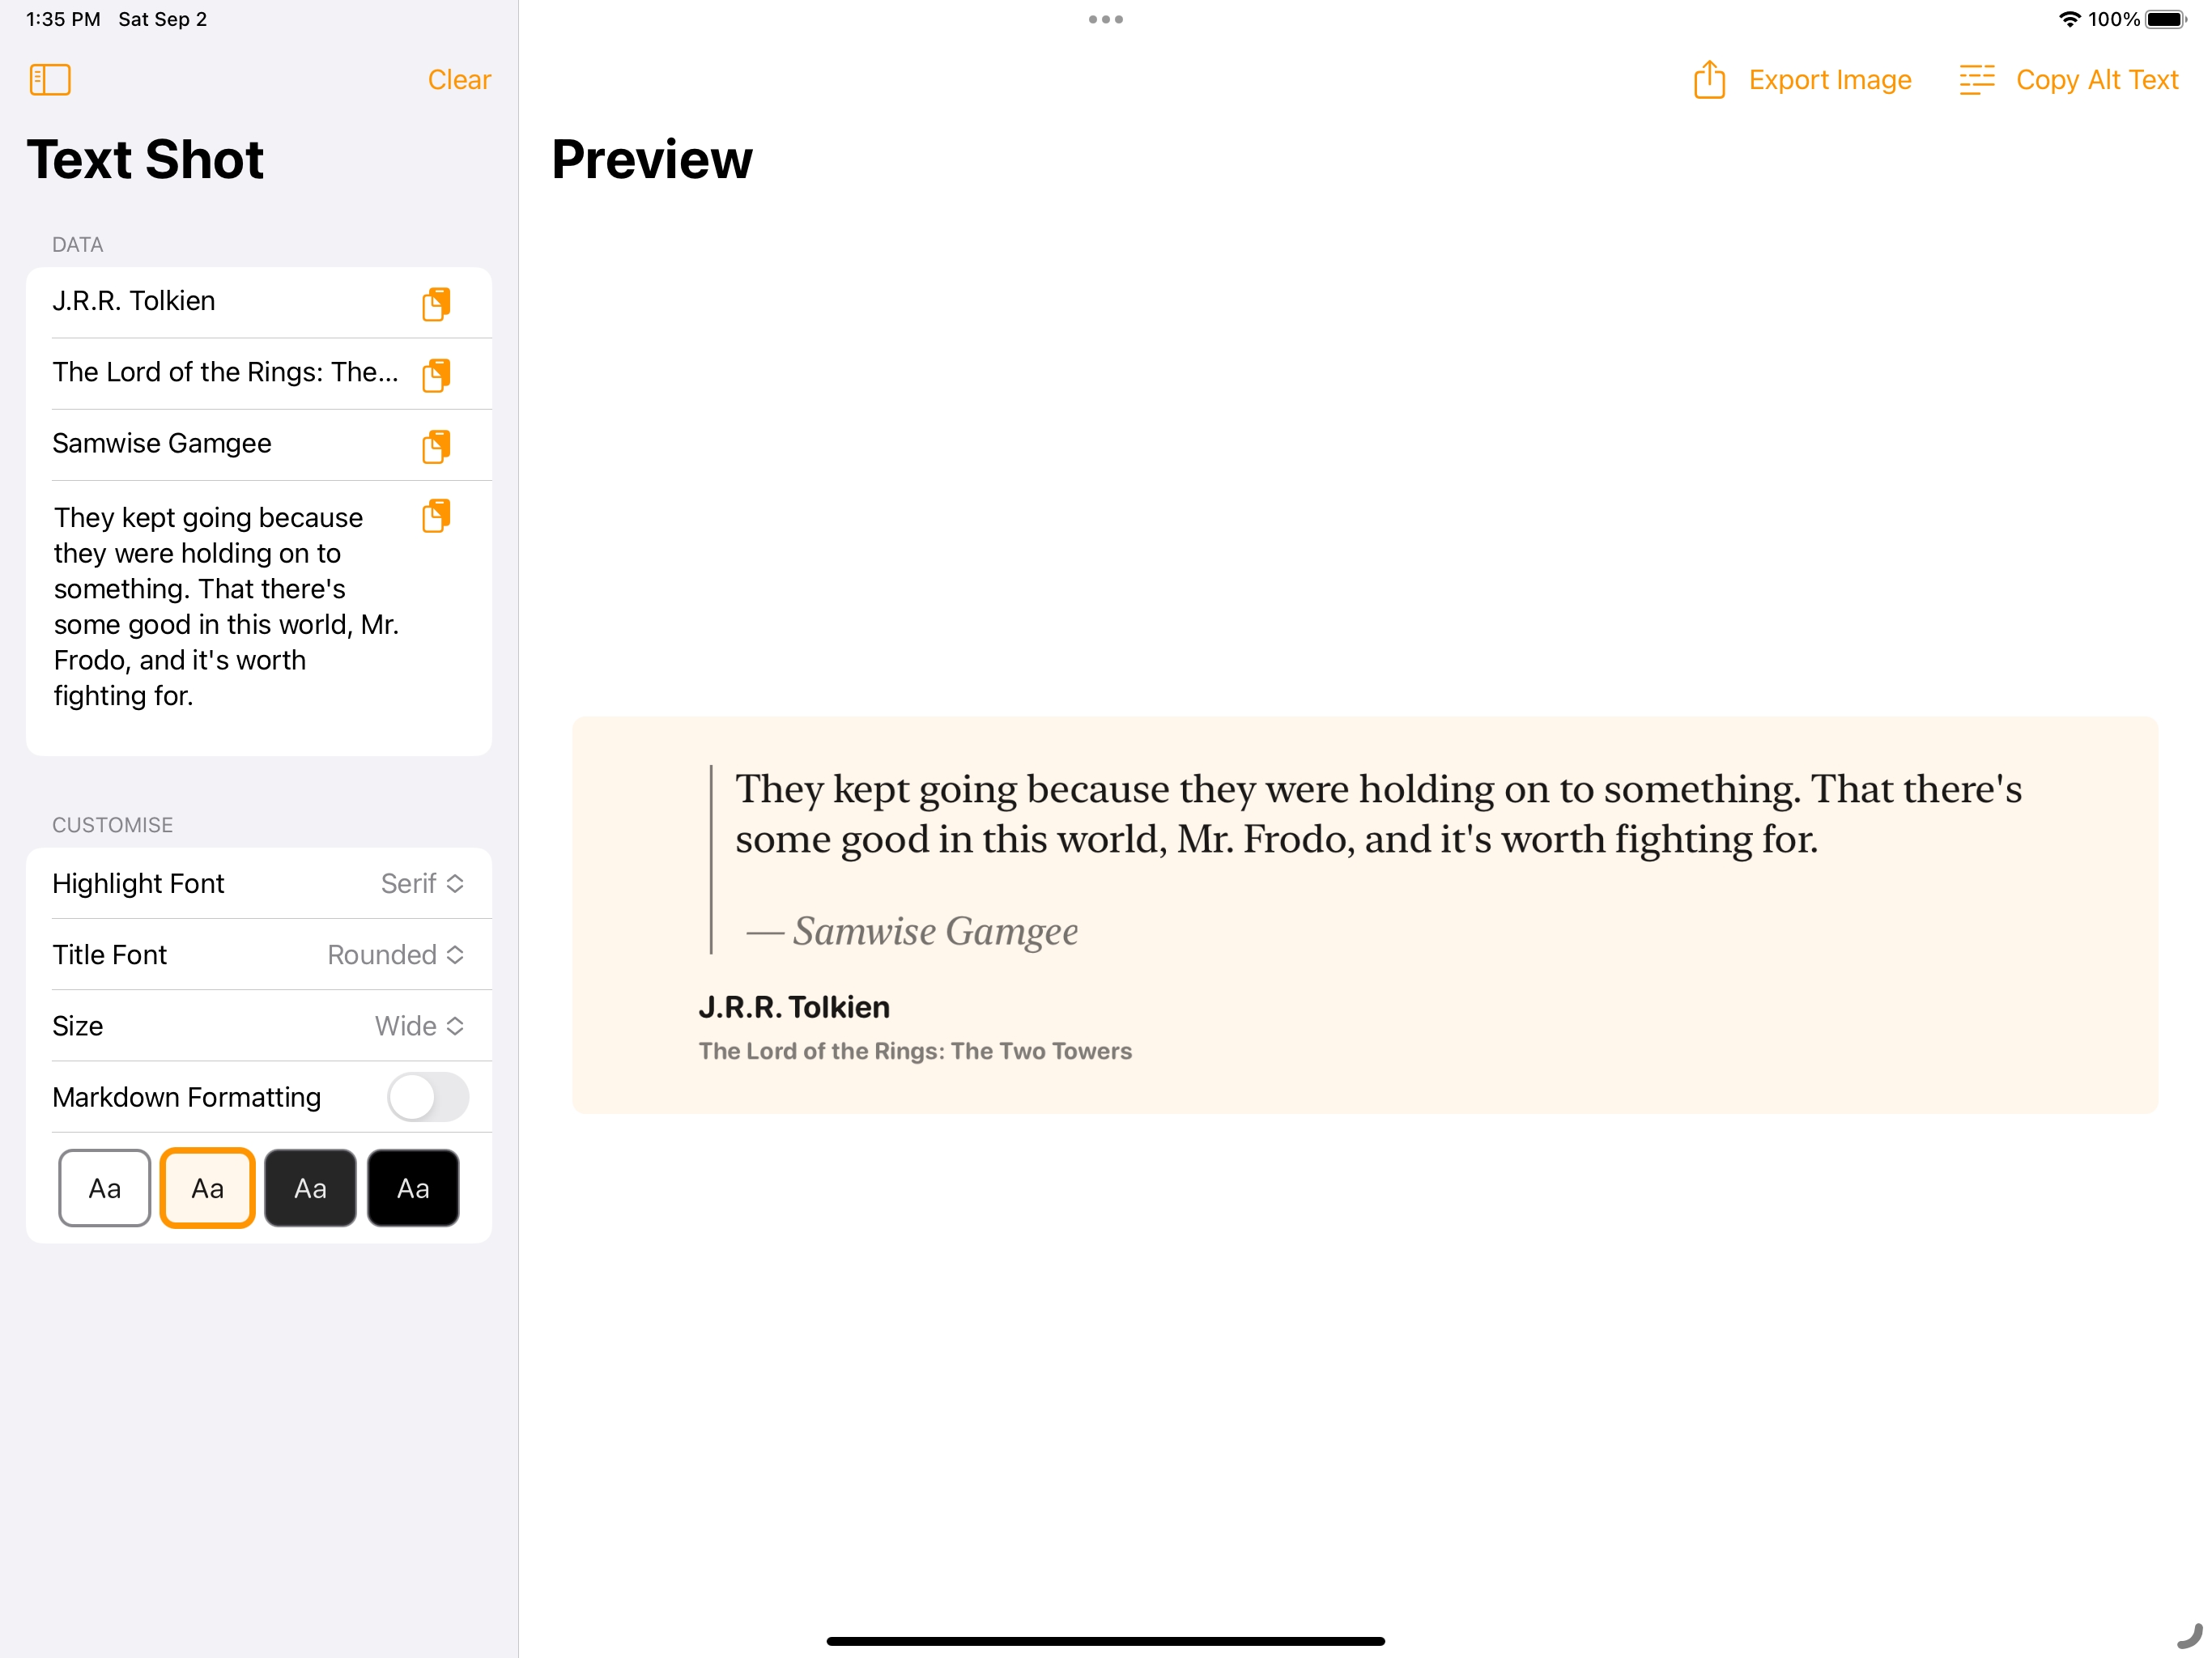 1:35 PM Sat Sep 2
100%
Clear
Export Image
Copy Alt Text
Text Shot
DATA
J.R.R. Tolkien
The Lord of the Rings: The...
Samwise Gamgee
They kept going because
they were holding on to
something. That there's
some good in this world, Mr.
Frodo, and it's worth
fighting for.
CUSTOMISE
Highlight Font Serif
Title Font Rounded
Size Wide
Markdown Formatting
Aa Aa Aa Aa
Preview
They kept going because they were holding on to something. That there's
some good in this world, Mr. Frodo, and it's worth fighting for.
— Samwise Gamgee
J.R.R. Tolkien
The Lord of the Rings: The Two Towers